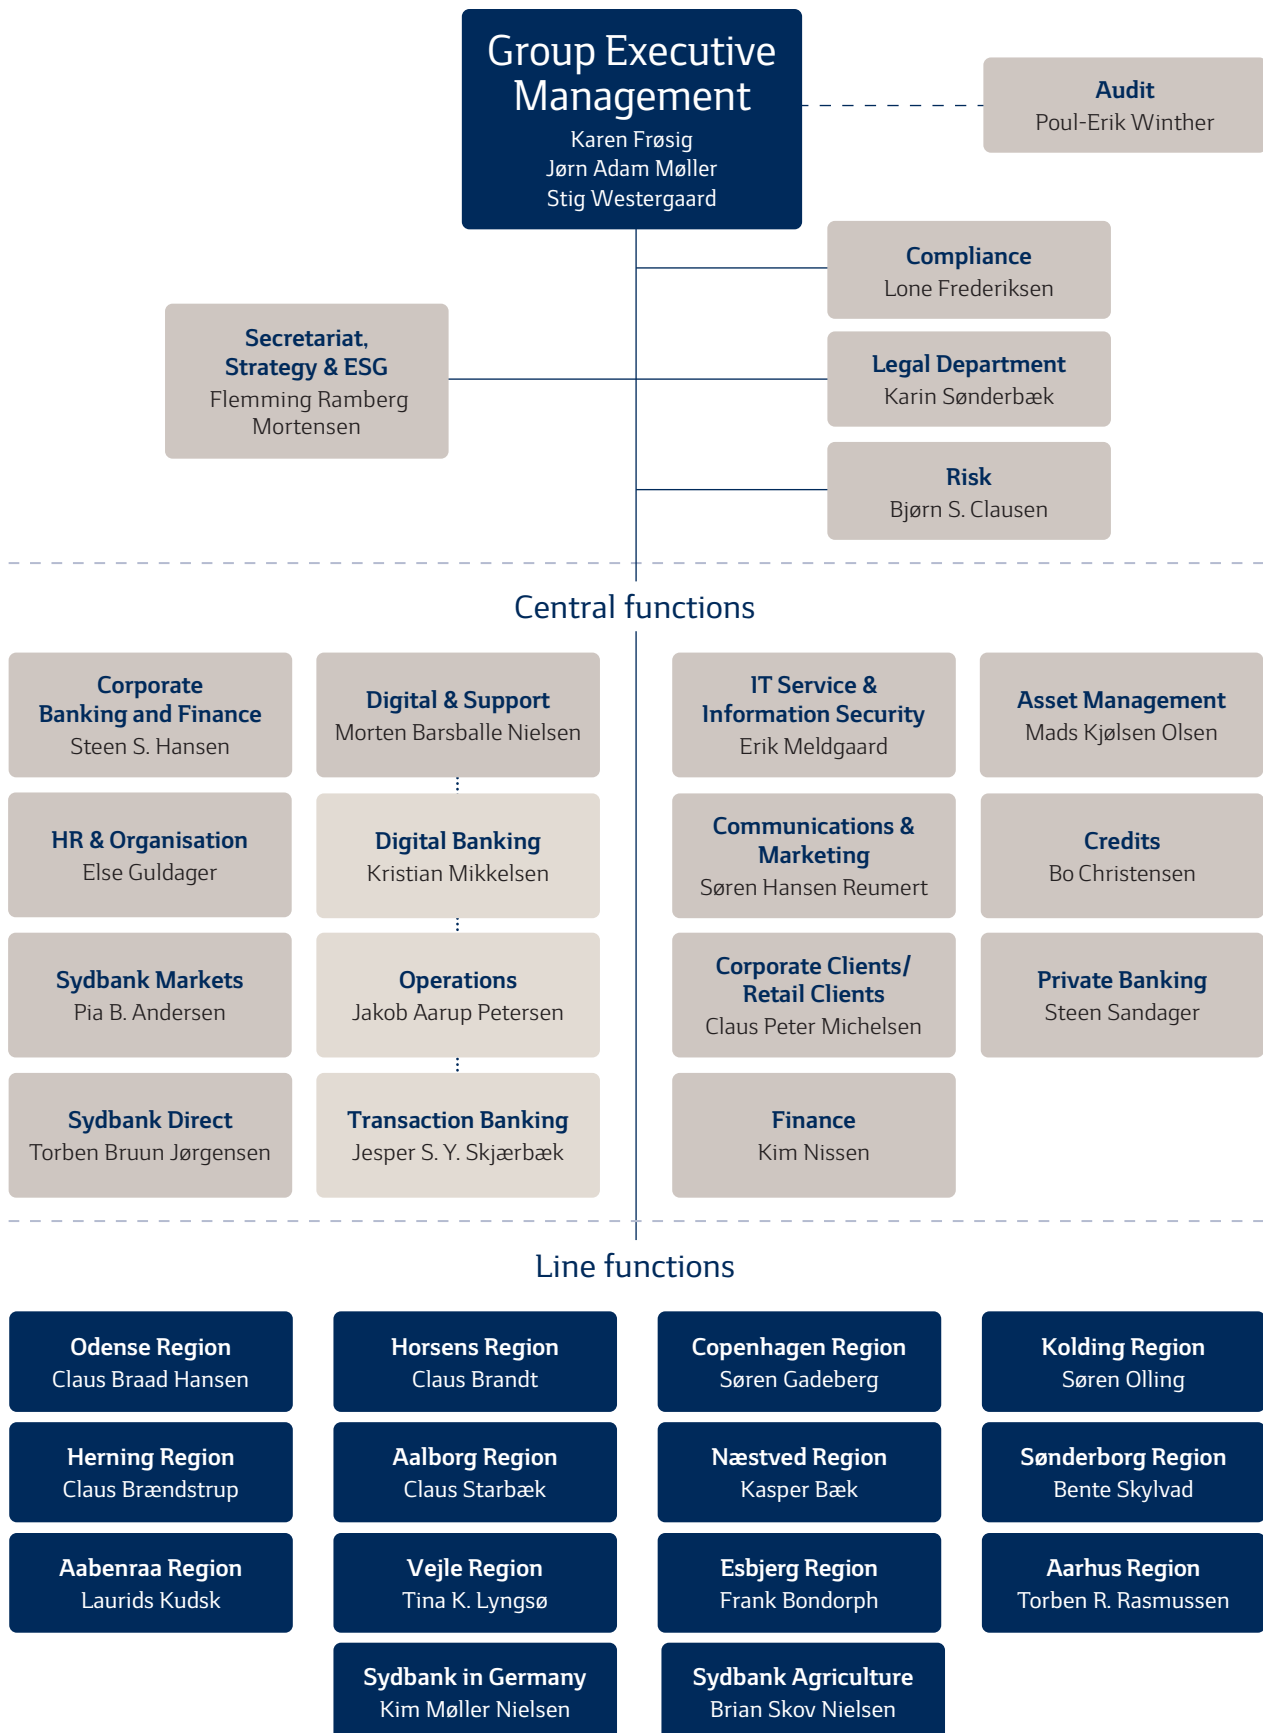 Group Executive
Management
Karen Frøsig
Jørn Adam Møller
Stig Westergaard
Audit
Poul-Erik Winther
Compliance
Lone Frederiksen
Secretariat,
Strategy & ESG
Flemming Ramberg
Mortensen
Legal Department
Karin Sønderbæk
Risk
Bjørn S. Clausen
Central functions
Corporate
Banking and Finance
Steen S. Hansen
Digital & Support
Morten Barsballe Nielsen
IT Service &
Information Security
Erik Meldgaard
Asset Management
Mads Kjølsen Olsen
HR & Organisation
Else Guldager
Digital Banking
Kristian Mikkelsen
Communications &
Marketing
Søren Hansen Reumert
Credits
Bo Christensen
Sydbank Markets
Pia B. Andersen
Operations
Jakob Aarup Petersen
Corporate Clients/
Retail Clients
Claus Peter Michelsen
Private Banking
Steen Sandager
Sydbank Direct
Torben Bruun Jørgensen
Transaction Banking
Jesper S. Y. Skjærbæk
Finance
Kim Nissen
Line functions
Odense Region
Claus Braad Hansen
Horsens Region
Claus Brandt
Copenhagen Region
Søren Gadeberg
Kolding Region
Søren Olling
Herning Region
Claus Brændstrup
Aalborg Region
Claus Starbæk
Næstved Region
Kasper Bæk
Sønderborg Region
Bente Skylvad
Aabenraa Region
Laurids Kudsk
Vejle Region
Tina K. Lyngsø
Esbjerg Region
Frank Bondorph
Aarhus Region
Torben R. Rasmussen
Sydbank in Germany
Kim Møller Nielsen
Sydbank Agriculture
Brian Skov Nielsen